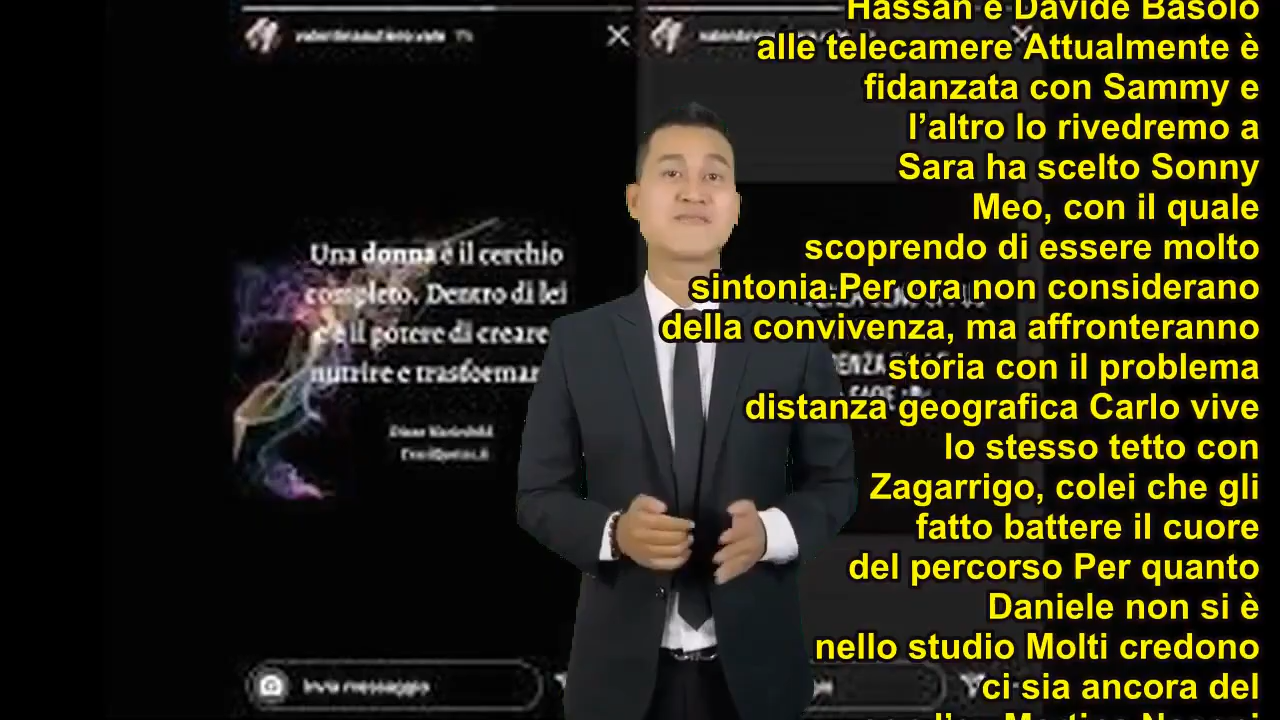 Hassan e Davide Basolo
alle telecamere Attualmente è
fidanzata con Sammy e
l’altro lo rivedremo a
Sara ha scelto Sonny
Meo, con il quale
scoprendo di essere molto
sintonia.Per ora non considerano
della convivenza, ma affronteranno
storia con il problema
distanza geografica Carlo vive
lo stesso tetto con
Zagarrigo, colei che gli
fatto battere il cuore
del percorso Per quanto
Daniele non si è
nello studio Molti credono
ci sia ancora del
Una donna è il cerchio
completo. Dentro di lei
c'è il potere di creare
nutrire e trasformar
Invia messaggio